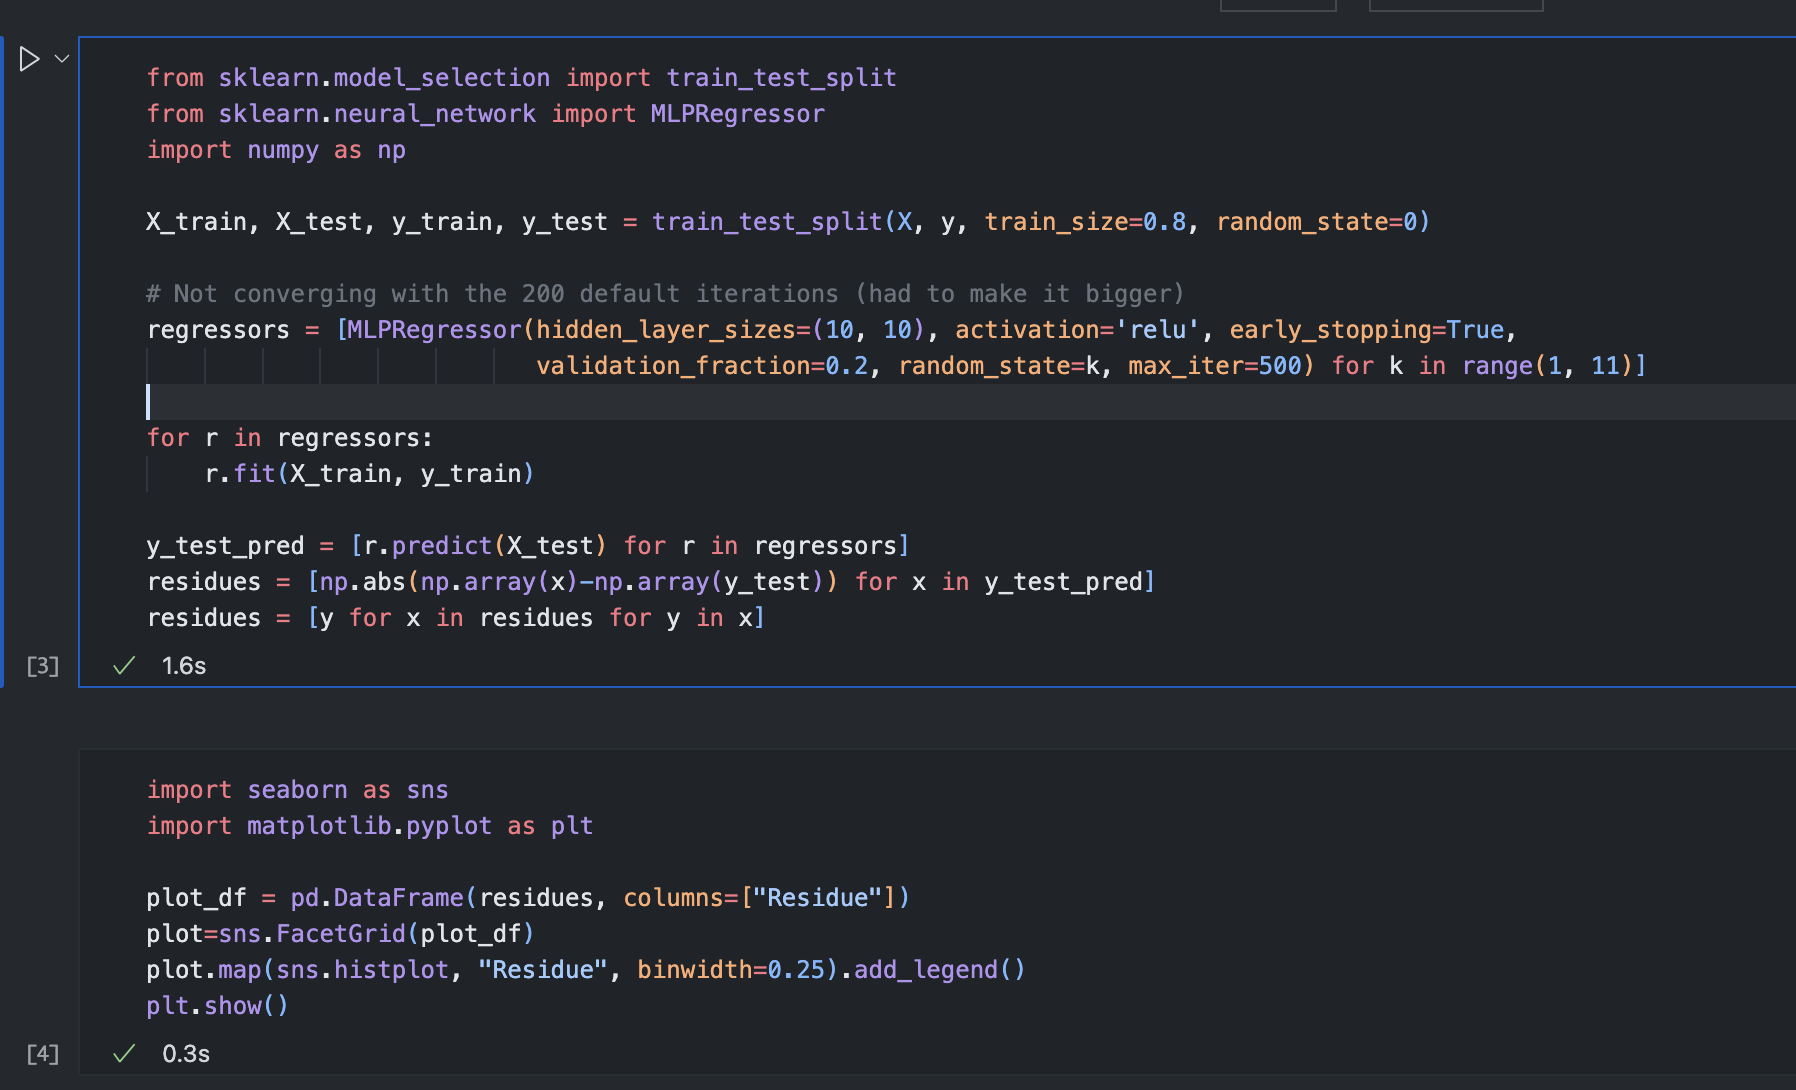 from sklearn.model_selection import train_test_split
from sklearn.neural_network import MLPRegressor
import numpy as np
X_train, X_test, y_train, y_test = train_test_split(X, y, train_size=0.8, random_state=0)
# Not converging with the 200 default iterations (had to make it bigger)
regressors = [MLPRegressor(hidden_layer_sizes=(10, 10), activation='relu', early_stopping=True,
validation_fraction=0.2, random_state=k, max_iter=500) for k in range(1, 11)]
for r in regressors:
    r.fit(X_train, y_train)
y_test_pred = [r.predict(X_test) for r in regressors]
residues = [np.abs(np.array(x)-np.array(y_test)) for x in y_test_pred]
residues = [y for x in residues for y in x]
[3] 1.6s
import seaborn as sns
import matplotlib.pyplot as plt
plot_df = pd.DataFrame(residues, columns=["Residue"])
plot=sns.FacetGrid(plot_df)
plot.map(sns.histplot, "Residue", binwidth=0.25).add_legend()
plt.show()
[4] 0.3s